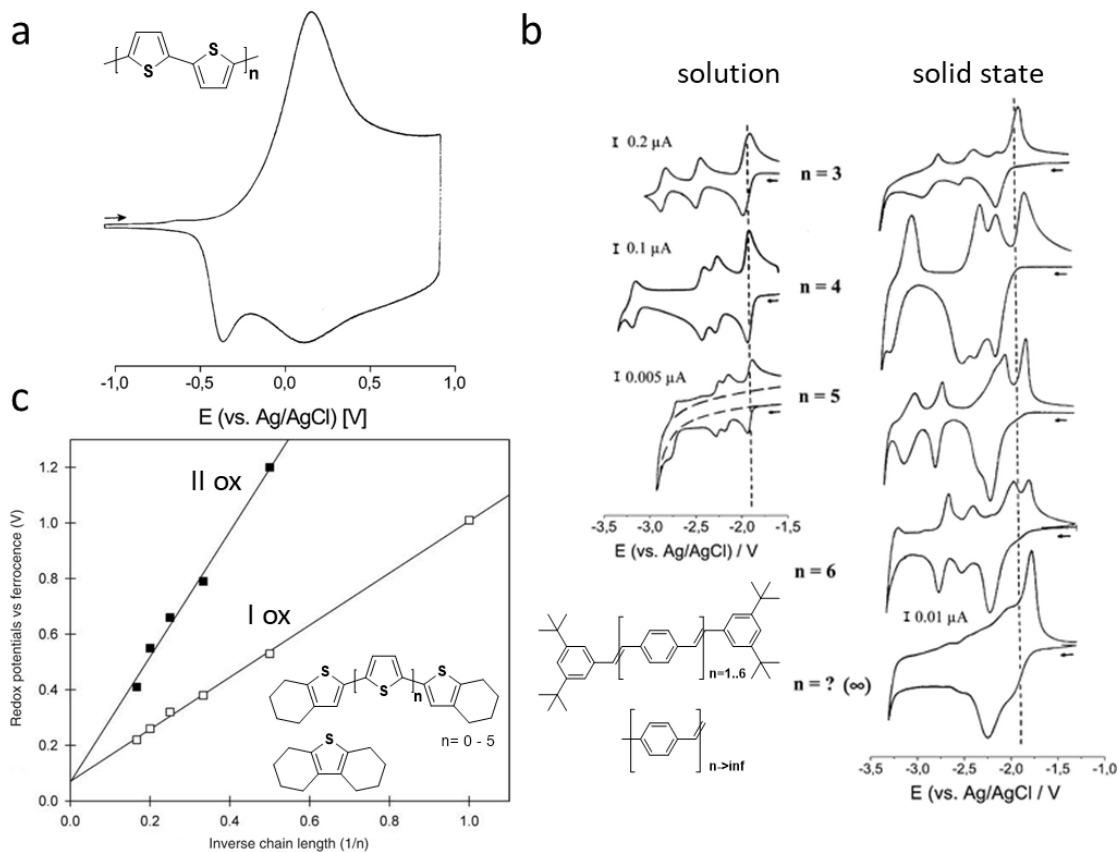 a
S
S
n
-1,0 -0,5 0,0 0,5 1,0
E (vs. Ag/AgCl) [V]
b
solution
solid state
I 0.2 µA
n = 3
I 0.1 µA
n = 4
I 0.005 µA
n = 5
-3,5 -3,0 -2,5 -2,0 -1,5
E (vs. Ag/AgCl) / V
n = 6
I 0.01 µA
n = ? (∞)
n=1..6
n->inf
-3,5 -3,0 -2,5 -2,0 -1,5 -1,0
E (vs. Ag/AgCl / V
c
Redox potentials vs ferrocence (V)
1.2
1.0
0.8
0.6
0.4
0.2
0.0
II ox
I ox
S
S
S
n
n= 0 - 5
S
0.0 0.2 0.4 0.6 0.8 1.0
Inverse chain length (1/n)